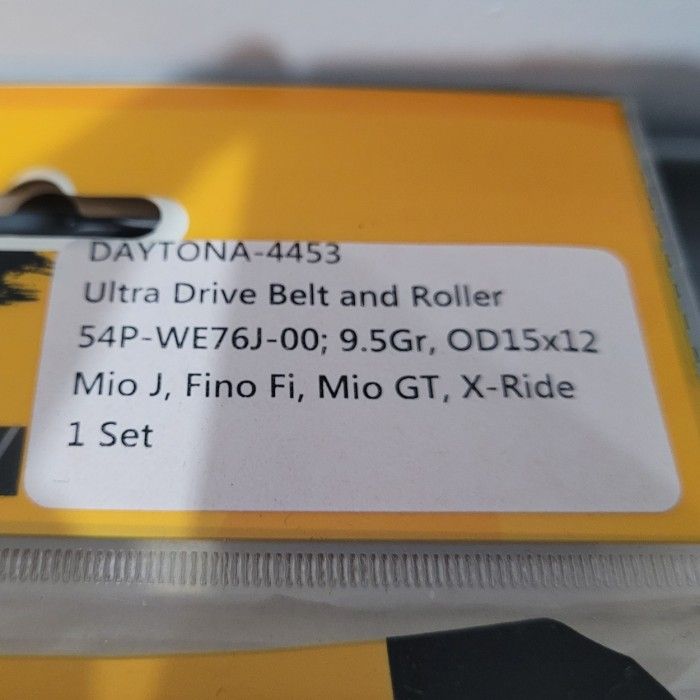 DAYTONA-4453
Ultra Drive Belt and Roller
54P-WE76J-00; 9.5Gr, OD15x12
Mio J, Fino Fi, Mio GT, X-Ride
1 Set